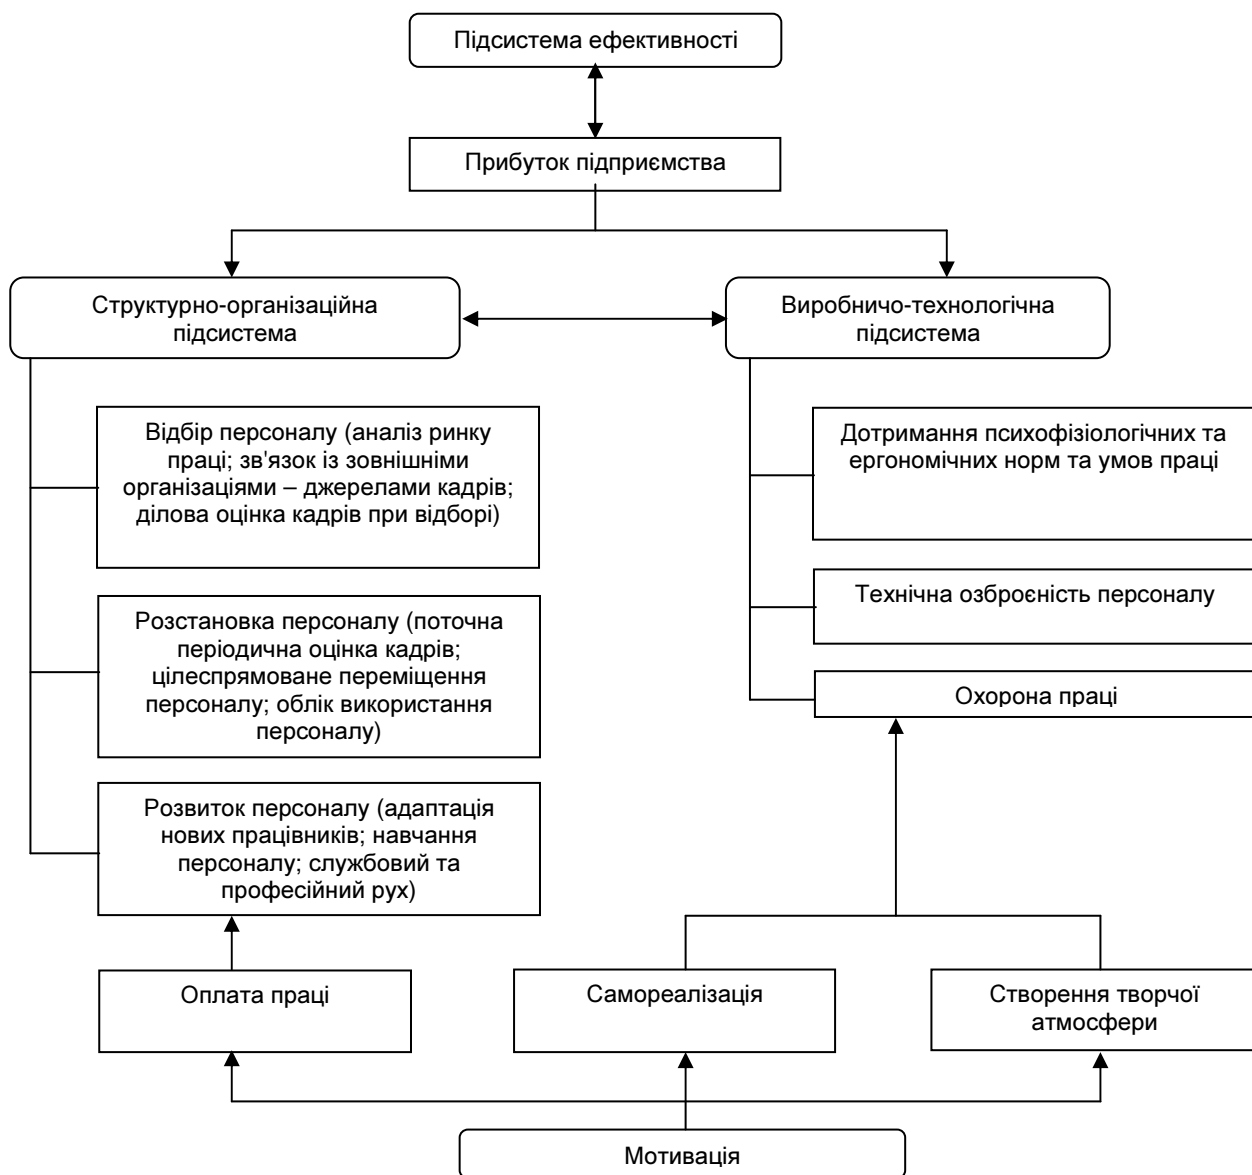 Підсистема ефективності
Прибуток підприємства
Структурно-організаційна
підсистема
Виробничо-технологічна
підсистема
Відбір персоналу (аналіз ринку
праці; зв'язок із зовнішніми
організаціями – джерелами кадрів;
ділова оцінка кадрів при відборі)
Розстановка персоналу (поточна
періодична оцінка кадрів;
цілеспрямоване переміщення
персоналу; облік використання
персоналу)
Розвиток персоналу (адаптація
нових працівників; навчання
персоналу; службовий та
професійний рух)
Дотримання психофізіологічних та
ергономічних норм та умов праці
Технічна озброєність персоналу
Охорона праці
Оплата праці
Самореалізація
Створення творчої
атмосфери
Мотивація